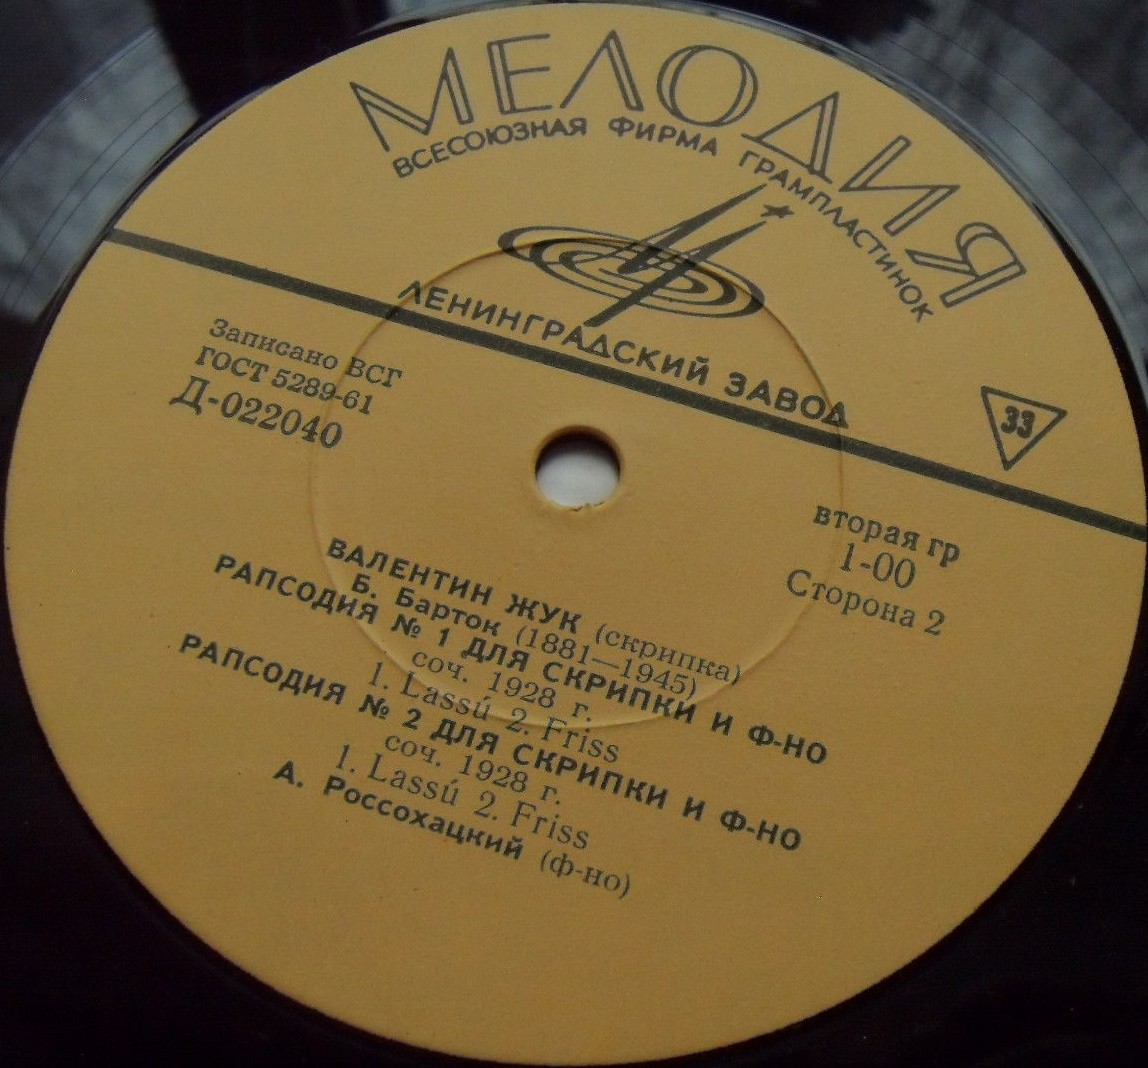 МЕЛОДИЯ
ВСЕСОЮЗНАЯ ФИРМА ГРАМПЛАСТИНОК
ЛЕНИНГРАДСКИЙ ЗАВОД
33
Записано ВСГ
ГОСТ 5289-61
Д-022040
вторая гр
1-00
Сторона 2
ВАЛЕНТИН ЖУК (скрипка)
Б. Барток (1881—1945)
РАПСОДИЯ № 1 ДЛЯ СКРИПКИ И Ф-НО
соч. 1928 г.
1. Lassú 2. Friss
РАПСОДИЯ № 2 ДЛЯ СКРИПКИ И Ф-НО
соч. 1928 г.
1. Lassú 2. Friss
А. Россохацкий (ф-но)